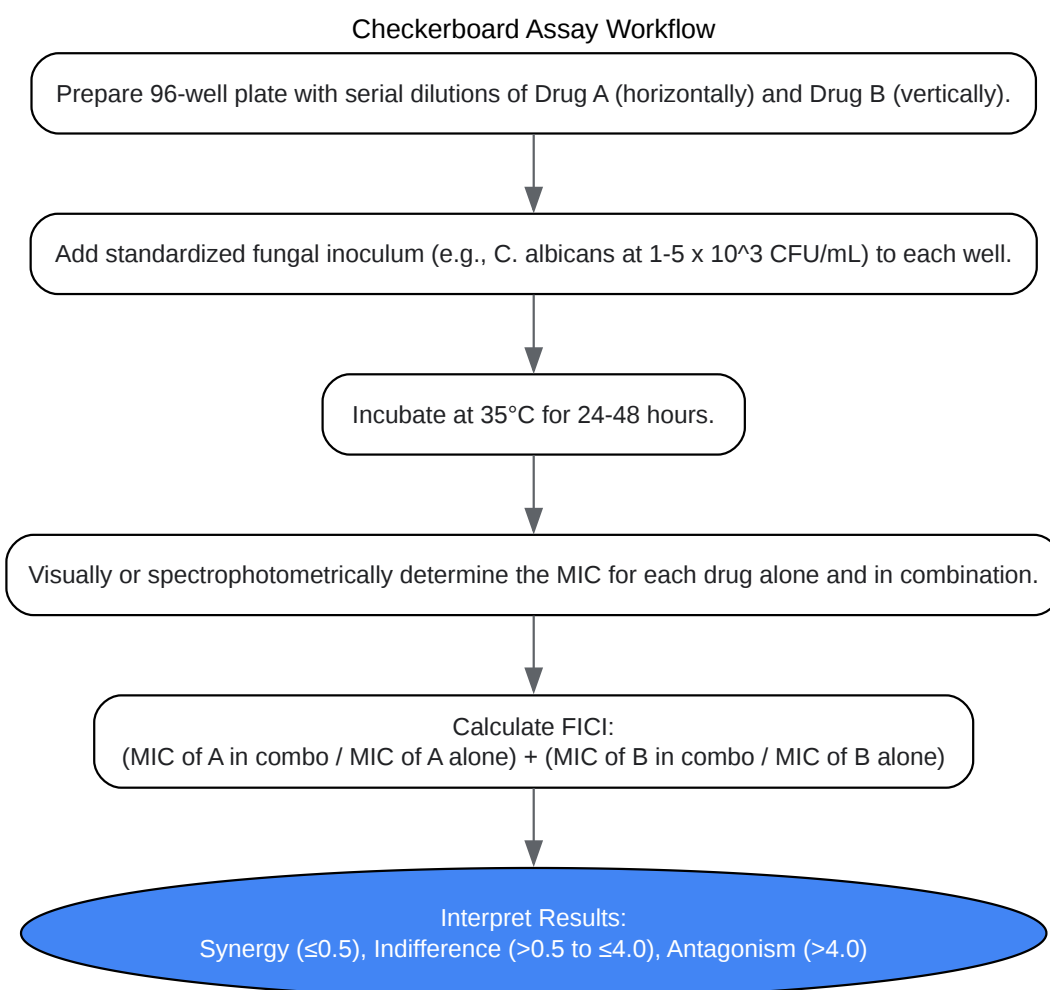 Checkerboard Assay Workflow
Prepare 96-well plate with serial dilutions of Drug A (horizontally) and Drug B (vertically).
Add standardized fungal inoculum (e.g., C. albicans at 1-5 x 10^3 CFU/mL) to each well.
Incubate at 35°C for 24-48 hours.
Visually or spectrophotometrically determine the MIC for each drug alone and in combination.
Calculate FICI:
(MIC of A in combo / MIC of A alone) + (MIC of B in combo / MIC of B alone)
Interpret Results:
Synergy (≤0.5), Indifference (>0.5 to ≤4.0), Antagonism (>4.0)